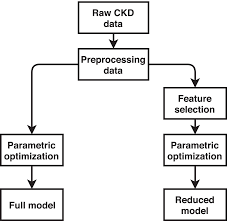 Raw CKD
data
Preprocessing
data
Feature
selection
Parametric
optimization
Parametric
optimization
Full model
Reduced
model